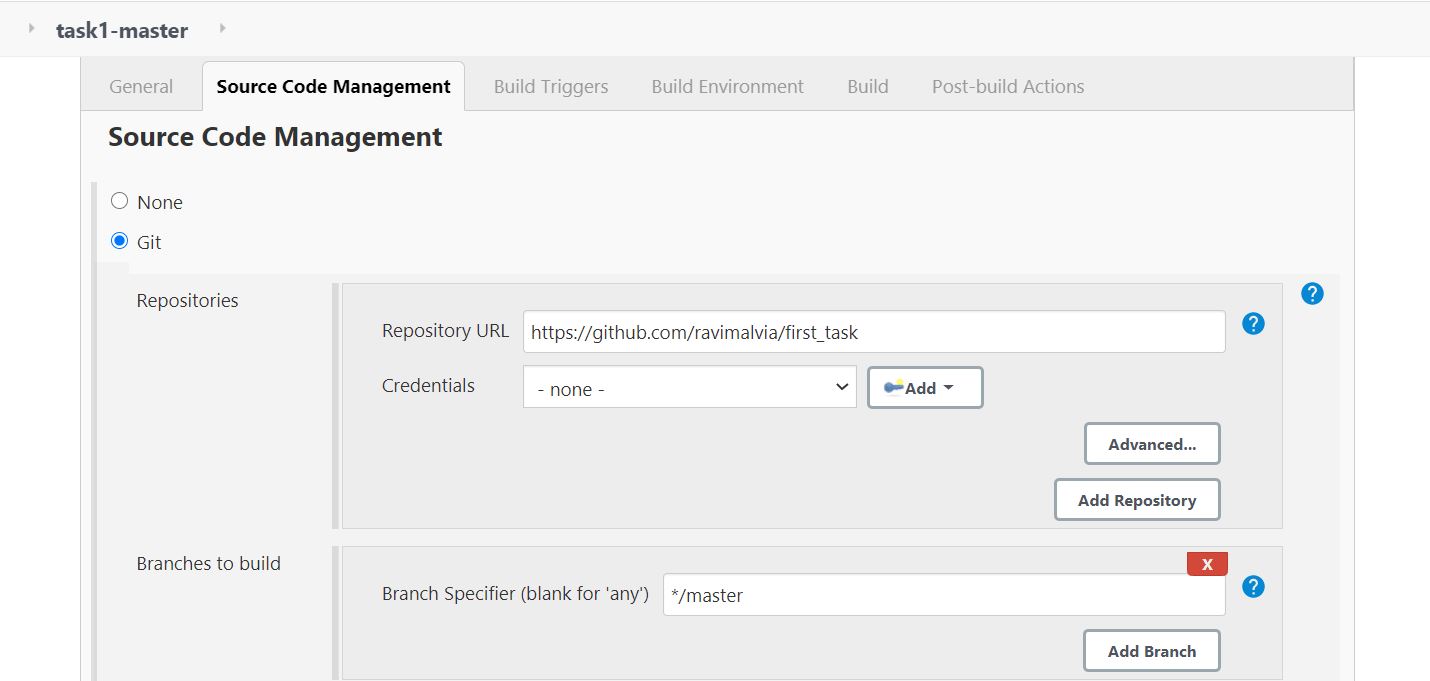 task1-master
General Source Code Management Build Triggers Build Environment Build Post-build Actions
Source Code Management
None
Git
Repositories
?
Repository URL https://github.com/ravimalvia/first_task ?
Credentials - none - Add
Advanced...
Add Repository
Branches to build
X
Branch Specifier (blank for 'any') */master ?
Add Branch